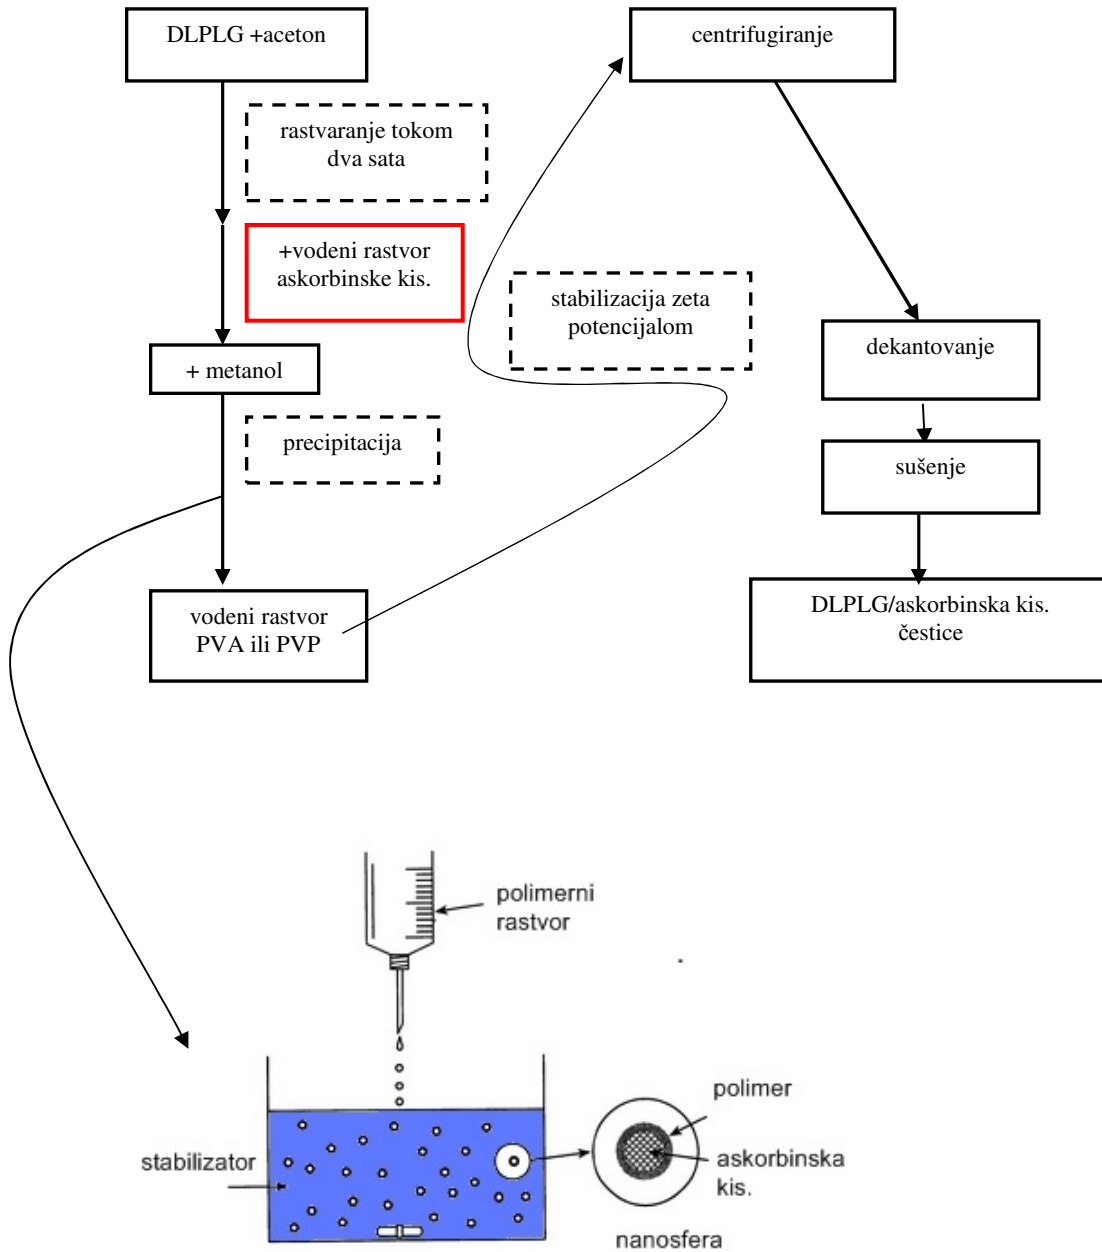 DLPLG +aceton
rastvaranje tokom
dva sata
+vodeni rastvor
askorbinske kis.
+ metanol
precipitacija
vodeni rastvor
PVA ili PVP
stabilizacija zeta
potencijalom
centrifugiranje
dekantovanje
sušenje
DLPLG/askorbinska kis.
čestice
polimerni
rastvor
stabilizator
polimer
askorbinska
kis.
nanosfera